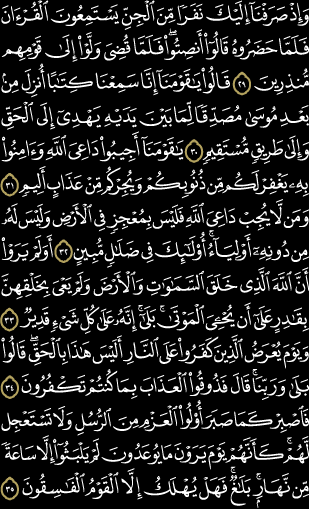 وَإِذْ صَرَفْنَآ إِلَيْكَ نَفَرًا مِّنَ ٱلْجِنِّ يَسْتَمِعُونَ ٱلْقُرْءَانَ
فَلَمَّا حَضَرُوهُ قَالُوٓا۟ أَنصِتُوا۟ ۖ فَلَمَّا قُضِىَ وَلَّوْا۟ إِلَىٰ قَوْمِهِم
مُّنذِرِينَ ٢٩ قَالُوا۟ يَٰقَوْمَنَآ إِنَّا سَمِعْنَا كِتَٰبًا أُنزِلَ مِنۢ
بَعْدِ مُوسَىٰ مُصَدِّقًا لِّمَا بَيْنَ يَدَيْهِ يَهْدِىٓ إِلَى ٱلْحَقِّ
وَإِلَىٰ طَرِيقٍ مُّسْتَقِيمٍ ٣٠ يَٰقَوْمَنَآ أَجِيبُوا۟ دَاعِىَ ٱللَّهِ وَءَامِنُوا۟
بِهِۦ يَغْفِرْ لَكُم مِّن ذُنُوبِكُمْ وَيُجِرْكُم مِّنْ عَذَابٍ أَلِيمٍ ٣١
وَمَن لَّا يُجِبْ دَاعِىَ ٱللَّهِ فَلَيْسَ بِمُعْجِزٍ فِى ٱلْأَرْضِ وَلَيْسَ لَهُۥ
مِن دُونِهِۦٓ أَوْلِيَآءُ ۚ أُو۟لَٰٓئِكَ فِى ضَلَٰلٍ مُّبِينٍ ٣٢ أَوَلَمْ يَرَوْا۟
أَنَّ ٱللَّهَ ٱلَّذِى خَلَقَ ٱلسَّمَٰوَٰتِ وَٱلْأَرْضَ وَلَمْ يَعْىَ بِخَلْقِهِنَّ
بِقَٰدِرٍ عَلَىٰٓ أَن يُحْـِۧىَ ٱلْمَوْتَىٰ ۚ بَلَىٰٓ إِنَّهُۥ عَلَىٰ كُلِّ شَىْءٍ قَدِيرٌ ٣٣
وَيَوْمَ يُعْرَضُ ٱلَّذِينَ كَفَرُوا۟ عَلَى ٱلنَّارِ أَلَيْسَ هَٰذَا بِٱلْحَقِّ ۖ قَالُوا۟
بَلَىٰ وَرَبِّنَا ۚ قَالَ فَذُوقُوا۟ ٱلْعَذَابَ بِمَا كُنتُمْ تَكْفُرُونَ ٣٤
فَٱصْبِرْ كَمَا صَبَرَ أُو۟لُوا۟ ٱلْعَزْمِ مِنَ ٱلرُّسُلِ وَلَا تَسْتَعْجِل
لَّهُمْ ۚ كَأَنَّهُمْ يَوْمَ يَرَوْنَ مَا يُوعَدُونَ لَمْ يَلْبَثُوٓا۟ إِلَّا سَاعَةً
مِّن نَّهَارٍۭ ۚ بَلَٰغٌ ۚ فَهَلْ يُهْلَكُ إِلَّا ٱلْقَوْمُ ٱلْفَٰسِقُونَ ٣٥